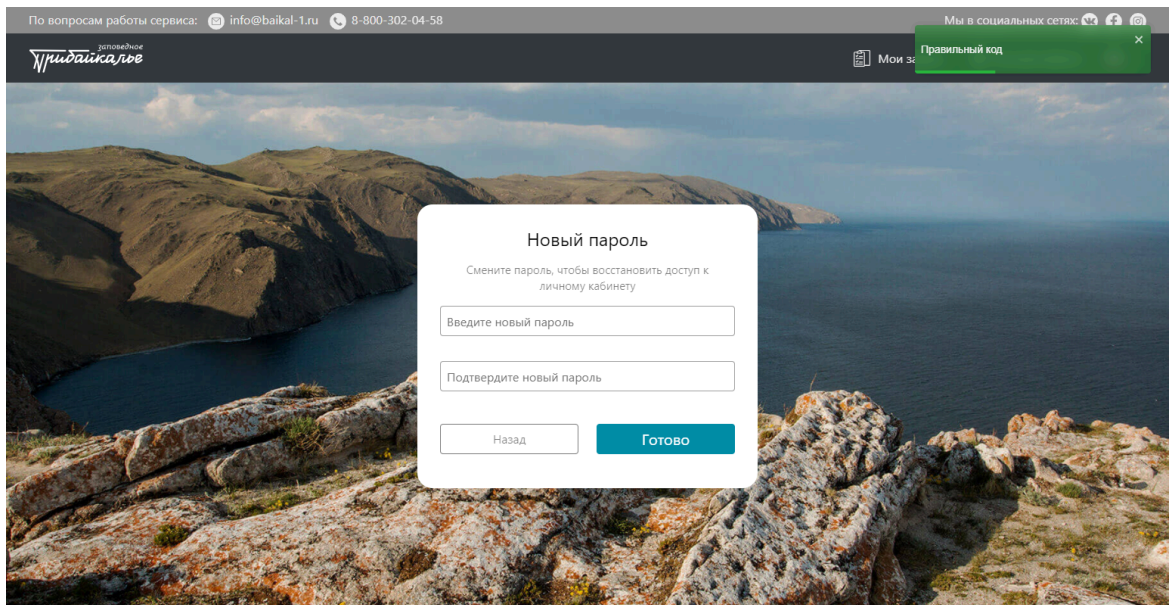 По вопросам работы сервиса: info@baikal-1.ru 8-800-302-04-58
Мы в социальных сетях:
заповедное
Прибайкалье
Мои за
Правильный код
Новый пароль
Смените пароль, чтобы восстановить доступ к
личному кабинету
Введите новый пароль
Подтвердите новый пароль
Назад
Готово